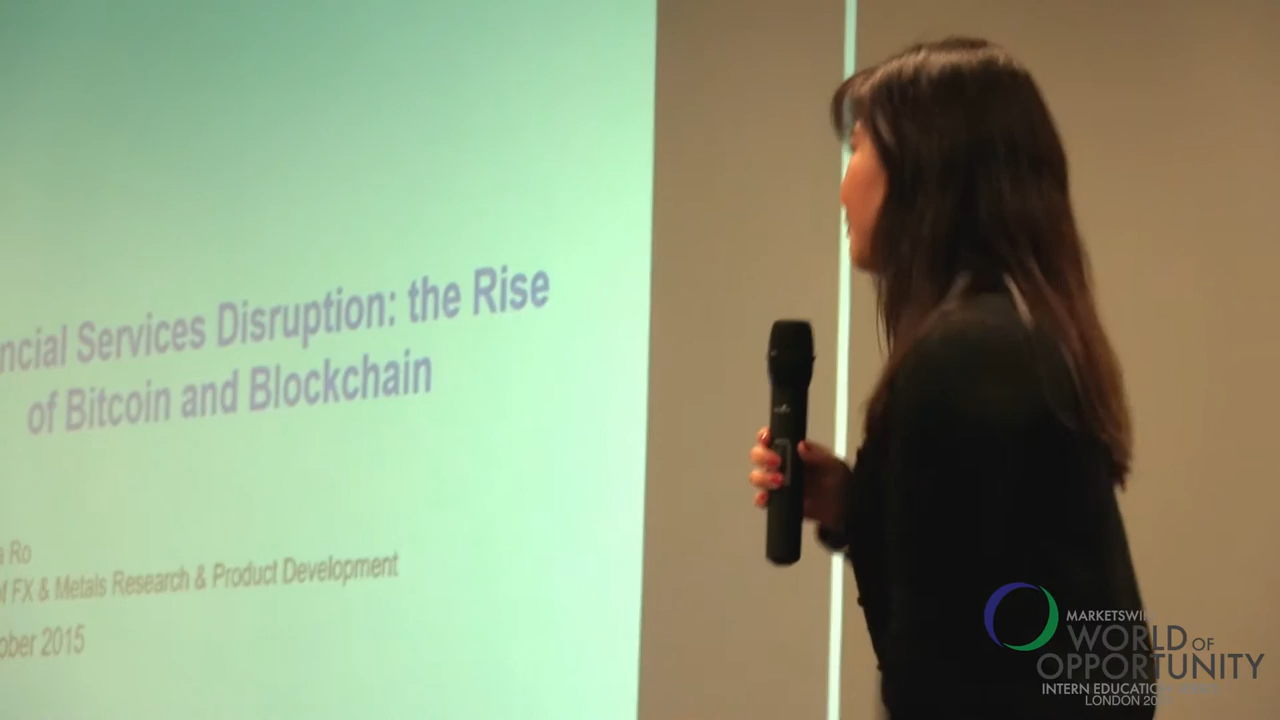 ncial Services Disruption: the Rise
of Bitcoin and Blockchain
a Ro
of FX & Metals Research & Product Development
ober 2015
MARKETSWI
WORLD OF
OPPORTUNITY
INTERN EDUCATIO
LONDON 20